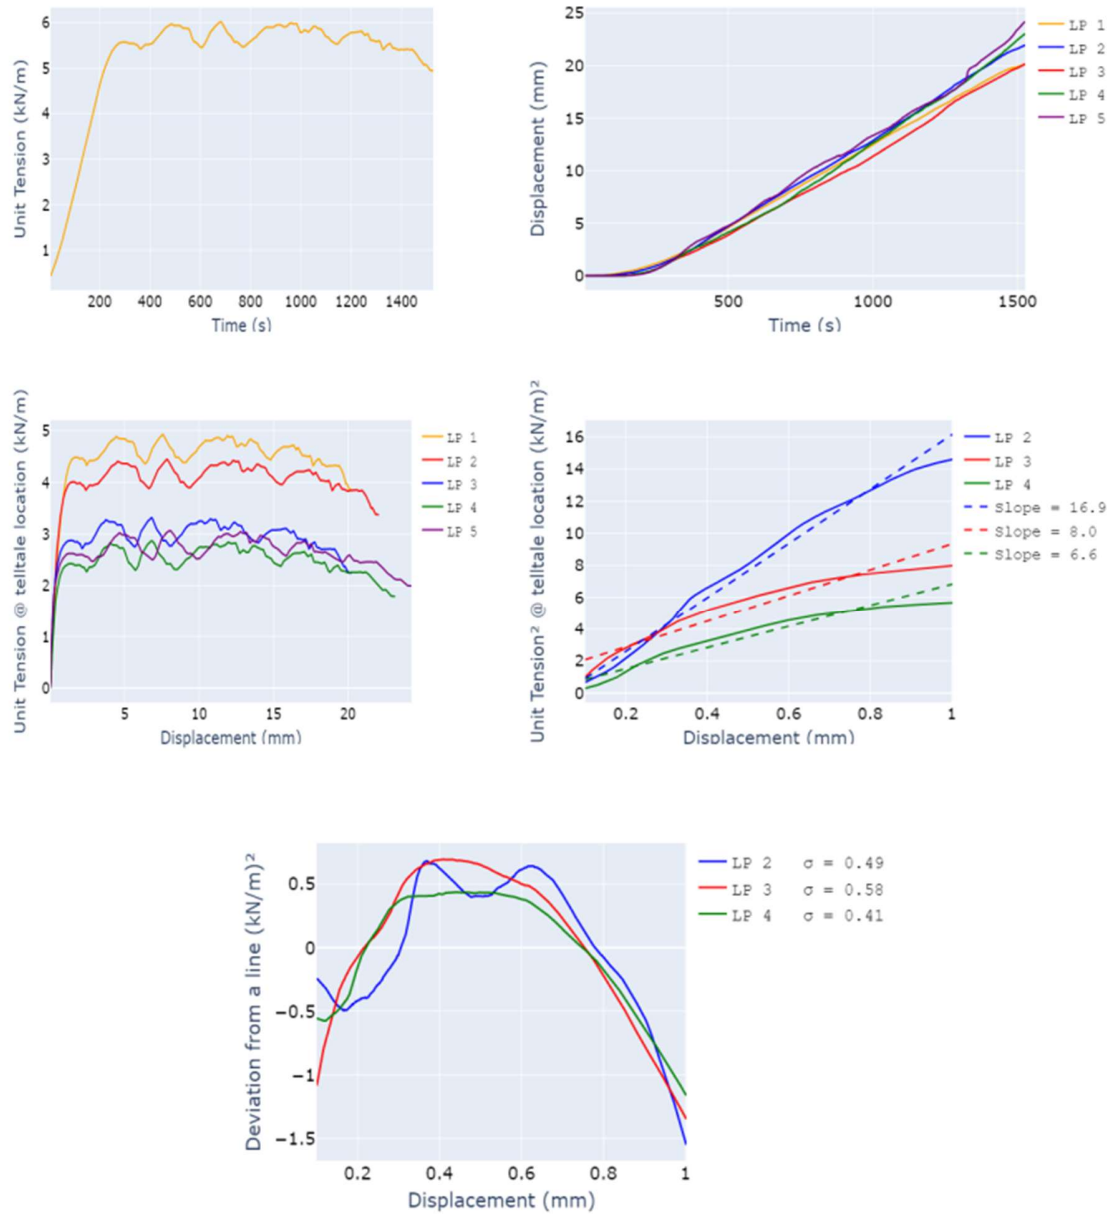 Unit Tension (kN/m)
6
5
4
3
2
1
200 400 600 800 1000 1200 1400
Time (s)
Displacement (mm)
25
20
15
10
5
0
500 1000 1500
Time (s)
LP 1
LP 2
LP 3
LP 4
LP 5
Unit Tension @ telltale location (kN/m)
5
4
3
2
1
0
5 10 15 20
Displacement (mm)
LP 1
LP 2
LP 3
LP 4
LP 5
Unit Tension² @ telltale location (kN/m)²
16
14
12
10
8
6
4
2
0
0.2 0.4 0.6 0.8 1
Displacement (mm)
LP 2
LP 3
LP 4
Slope = 16.9
Slope = 8.0
Slope = 6.6
Deviation from a line (kN/m)²
0.5
0
−0.5
−1
−1.5
0.2 0.4 0.6 0.8 1
Displacement (mm)
LP 2 σ = 0.49
LP 3 σ = 0.58
LP 4 σ = 0.41